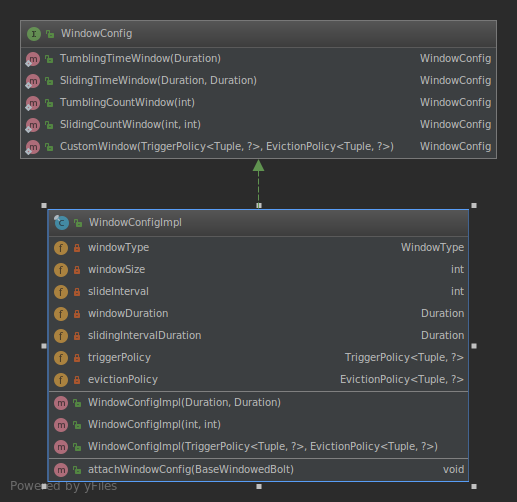 I WindowConfig
m TumblingTimeWindow(Duration) WindowConfig
m SlidingTimeWindow(Duration, Duration) WindowConfig
m TumblingCountWindow(int) WindowConfig
m SlidingCountWindow(int, int) WindowConfig
m CustomWindow(TriggerPolicy<Tuple, ?>, EvictionPolicy<Tuple, ?>) WindowConfig
C WindowConfigImpl
f windowType WindowType
f windowSize int
f slideInterval int
f windowDuration Duration
f slidingIntervalDuration Duration
f triggerPolicy TriggerPolicy<Tuple, ?>
f evictionPolicy EvictionPolicy<Tuple, ?>
m WindowConfigImpl(Duration, Duration)
m WindowConfigImpl(int, int)
m WindowConfigImpl(TriggerPolicy<Tuple, ?>, EvictionPolicy<Tuple, ?>)
m attachWindowConfig(BaseWindowedBolt) void
Powered by yFiles